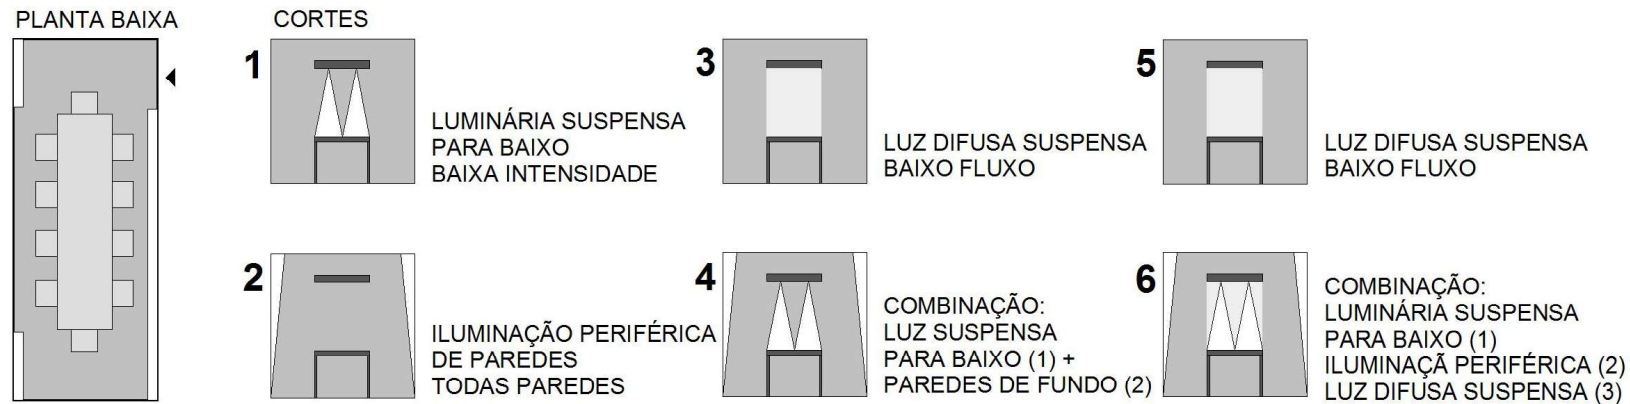 PLANTA BAIXA
CORTES
1
LUMINÁRIA SUSPENSA
PARA BAIXO
BAIXA INTENSIDADE
3
LUZ DIFUSA SUSPENSA
BAIXO FLUXO
5
LUZ DIFUSA SUSPENSA
BAIXO FLUXO
2
ILUMINAÇÃO PERIFÉRICA
DE PAREDES
TODAS PAREDES
4
COMBINAÇÃO:
LUZ SUSPENSA
PARA BAIXO (1) +
PAREDES DE FUNDO (2)
6
COMBINAÇÃO:
LUMINÁRIA SUSPENSA
PARA BAIXO (1)
ILUMINAÇÃ PERIFÉRICA (2)
LUZ DIFUSA SUSPENSA (3)